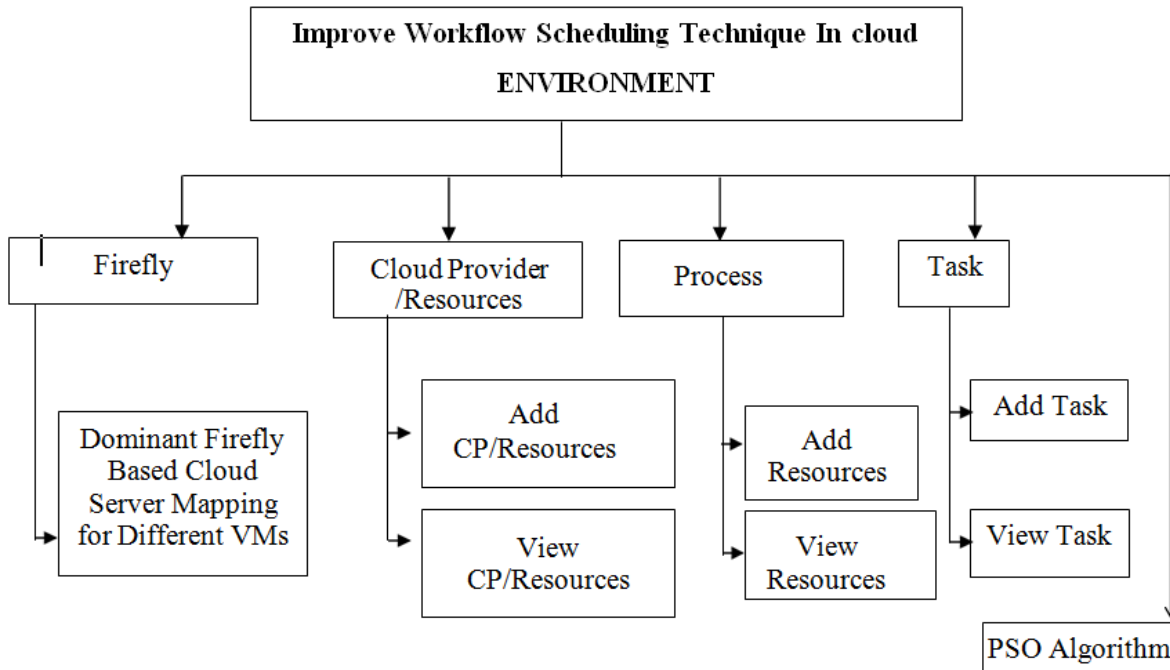 Improve Workflow Scheduling Technique In cloud
ENVIRONMENT
Firefly
Cloud Provider
/Resources
Process
Task
Dominant Firefly
Based Cloud
Server Mapping
for Different VMs
Add
CP/Resources
View
CP/Resources
Add
Resources
View
Resources
Add Task
View Task
PSO Algorithm